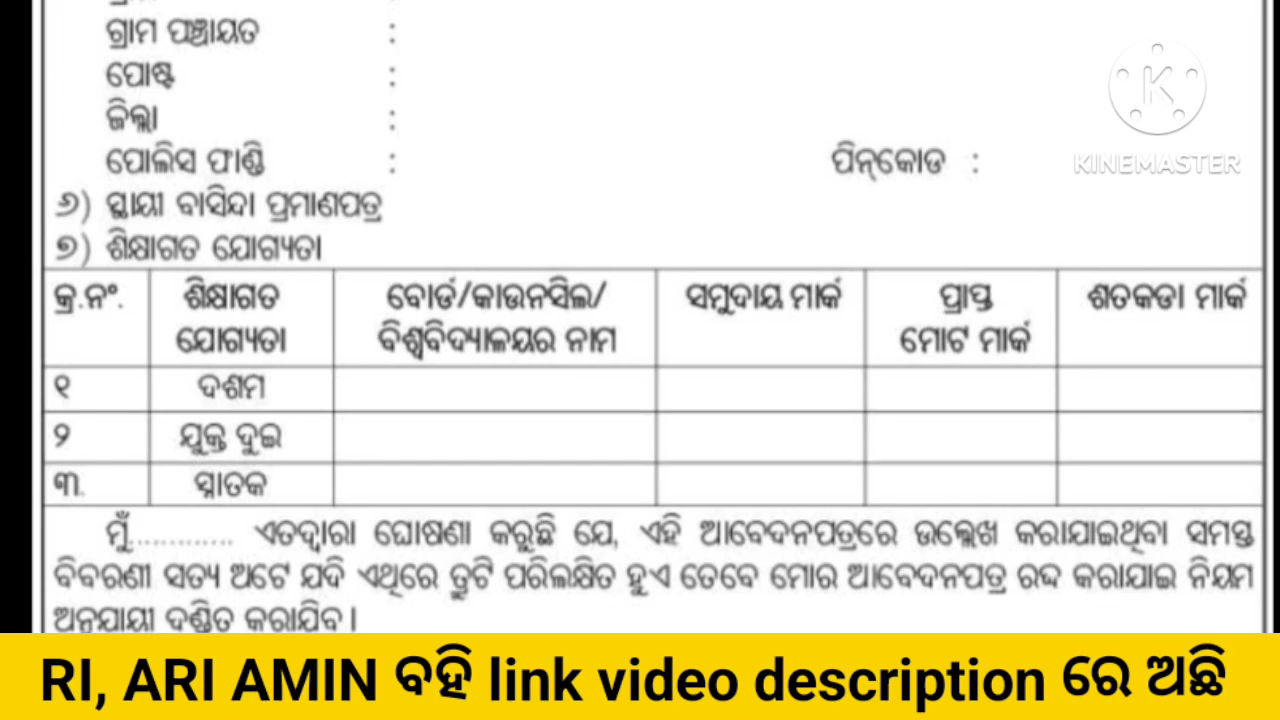 ଗ୍ରାମ ପଞ୍ଚାୟତ :
ପୋଷ୍ଟ :
ଜିଲ୍ଲା :
ପୋଲିସ ଫାଣ୍ଡି : ପିନ୍‌କୋଡ :
୬) ସ୍ଥାୟୀ ବାସିନ୍ଦା ପ୍ରମାଣପତ୍ର
୭) ଶିକ୍ଷାଗତ ଯୋଗ୍ୟତା
କ୍ର.ନଂ. ଶିକ୍ଷାଗତ ଯୋଗ୍ୟତା ବୋର୍ଡ/କାଉନସିଲ/ ବିଶ୍ୱବିଦ୍ୟାଳୟର ନାମ ସମୁଦାୟ ମାର୍କ ପ୍ରାପ୍ତ ମୋଟ ମାର୍କ ଶତକଡା ମାର୍କ
୧ ଦଶମ
୨ ଯୁକ୍ତ ଦୁଇ
୩. ସ୍ନାତକ
ମୁଁ............. ଏତଦ୍ୱାରା ଘୋଷଣା କରୁଛି ଯେ, ଏହି ଆବେଦନପତ୍ରରେ ଉଲ୍ଲେଖ କରାଯାଇଥିବା ସମସ୍ତ
ବିବରଣୀ ସତ୍ୟ ଅଟେ ଯଦି ଏଥିରେ ତ୍ରୁଟି ପରିଲକ୍ଷିତ ହୁଏ ତେବେ ମୋର ଆବେଦନପତ୍ର ରଦ୍ଦ କରାଯାଇ ନିୟମ
ଅନୁଯାୟୀ ଦଣ୍ଡିତ କରାଯିବ।
K
KINEMASTER
RI, ARI AMIN ବହି link video description ରେ ଅଛି